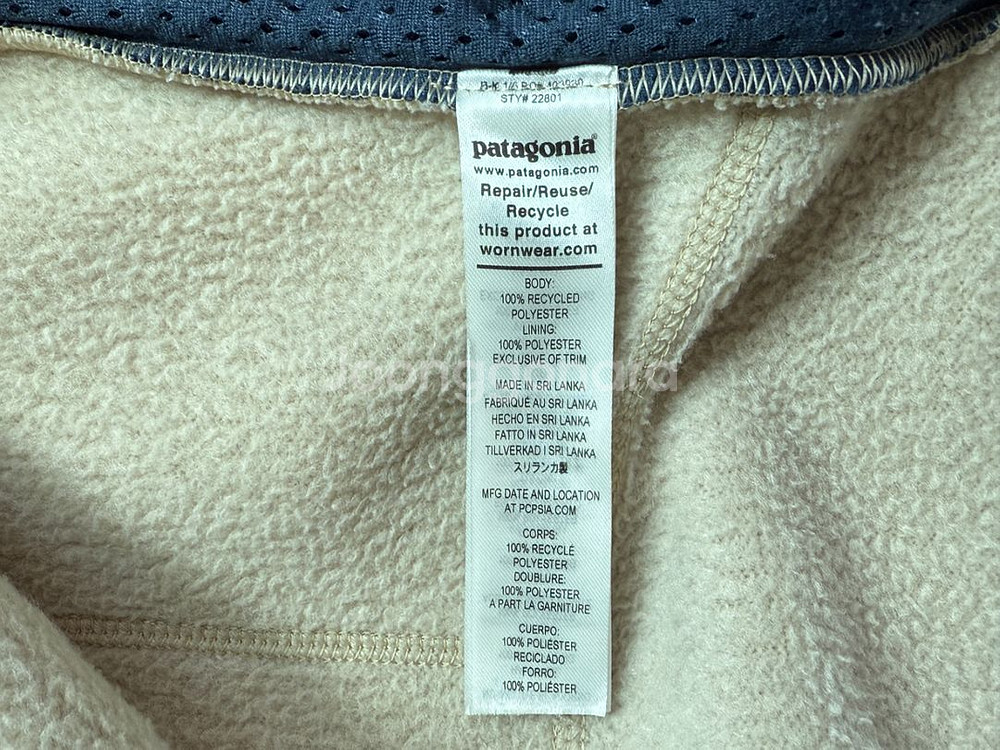 STY# 22801
patagonia®
www.patagonia.com
Repair/Reuse/
Recycle
this product at
wornwear.com
BODY:
100% RECYCLED
POLYESTER
LINING:
100% POLYESTER
EXCLUSIVE OF TRIM
MADE IN SRI LANKA
FABRIQUÉ AU SRI LANKA
HECHO EN SRI LANKA
FATTO IN SRI LANKA
TILLVERKAD I SRI LANKA
スリランカ製
MFG DATE AND LOCATION
AT PCPSIA.COM
CORPS:
100% RECYCLÉ
POLYESTER
DOUBLURE:
100% POLYESTER
A PART LA GARNITURE
CUERPO:
100% POLIÉSTER
RECICLADO
FORRO:
100% POLIÉSTER